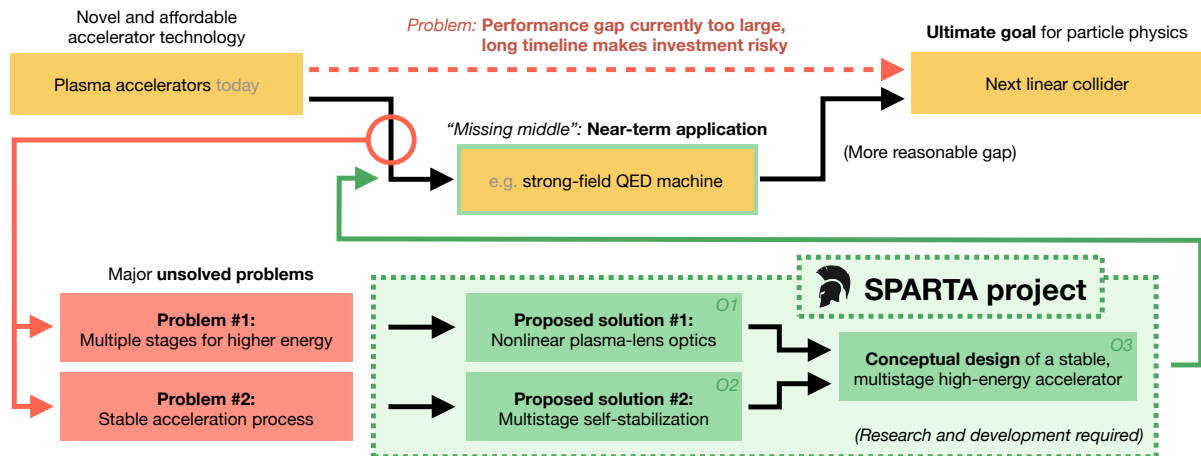 Novel and affordable
accelerator technology
Plasma accelerators today
Problem: Performance gap currently too large,
long timeline makes investment risky
Ultimate goal for particle physics
Next linear collider
“Missing middle”: Near-term application
e.g. strong-field QED machine
(More reasonable gap)
Major unsolved problems
Problem #1:
Multiple stages for higher energy
Problem #2:
Stable acceleration process
SPARTA project
O1
Proposed solution #1:
Nonlinear plasma-lens optics
O2
Proposed solution #2:
Multistage self-stabilization
O3
Conceptual design of a stable,
multistage high-energy accelerator
(Research and development required)